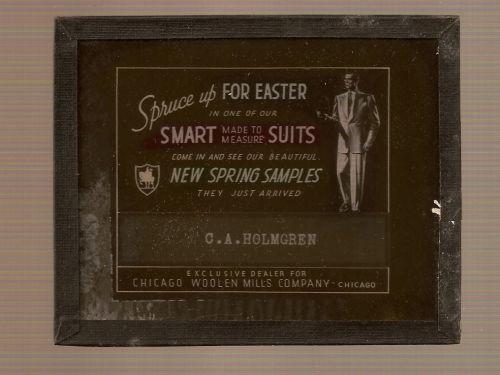 Spruce up FOR EASTER
IN ONE OF OUR
SMART MADE TO MEASURE SUITS
COME IN AND SEE OUR BEAUTIFUL
NEW SPRING SAMPLES
THEY JUST ARRIVED
C.A.HOLMGREN
EXCLUSIVE DEALER FOR
CHICAGO WOOLEN MILLS COMPANY - CHICAGO